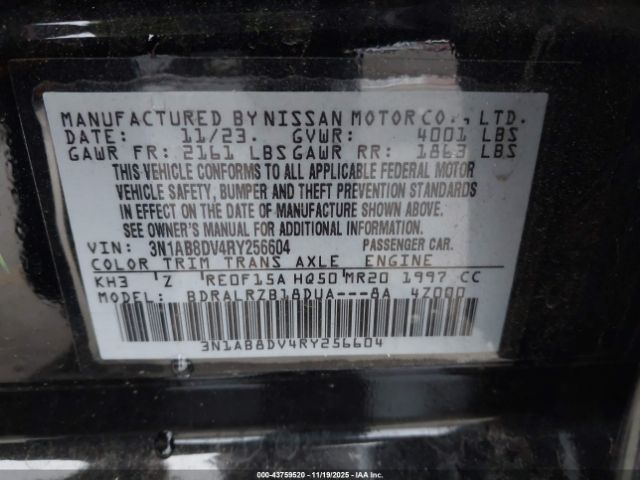 MANUFACTURED BY NISSAN MOTOR CO., LTD.
DATE: 11/23. GVWR: 4001 LBS
GAWR FR: 2161 LBS GAWR RR: 1863 LBS
THIS VEHICLE CONFORMS TO ALL APPLICABLE FEDERAL MOTOR
VEHICLE SAFETY, BUMPER AND THEFT PREVENTION STANDARDS
IN EFFECT ON THE DATE OF MANUFACTURE SHOWN ABOVE.
SEE OWNER'S MANUAL FOR ADDITIONAL INFORMATION.
VIN: 3N1AB8DV4RY256604 PASSENGER CAR.
COLOR TRIM TRANS AXLE ENGINE
KH3 Z RE0F15A HQ50 MR20 1997 CC
MODEL BDRALRZB18DUA---8A 4Z000
3N1AB8DV4RY256604
000-43759520 - 11/19/2025 - IAA Inc.